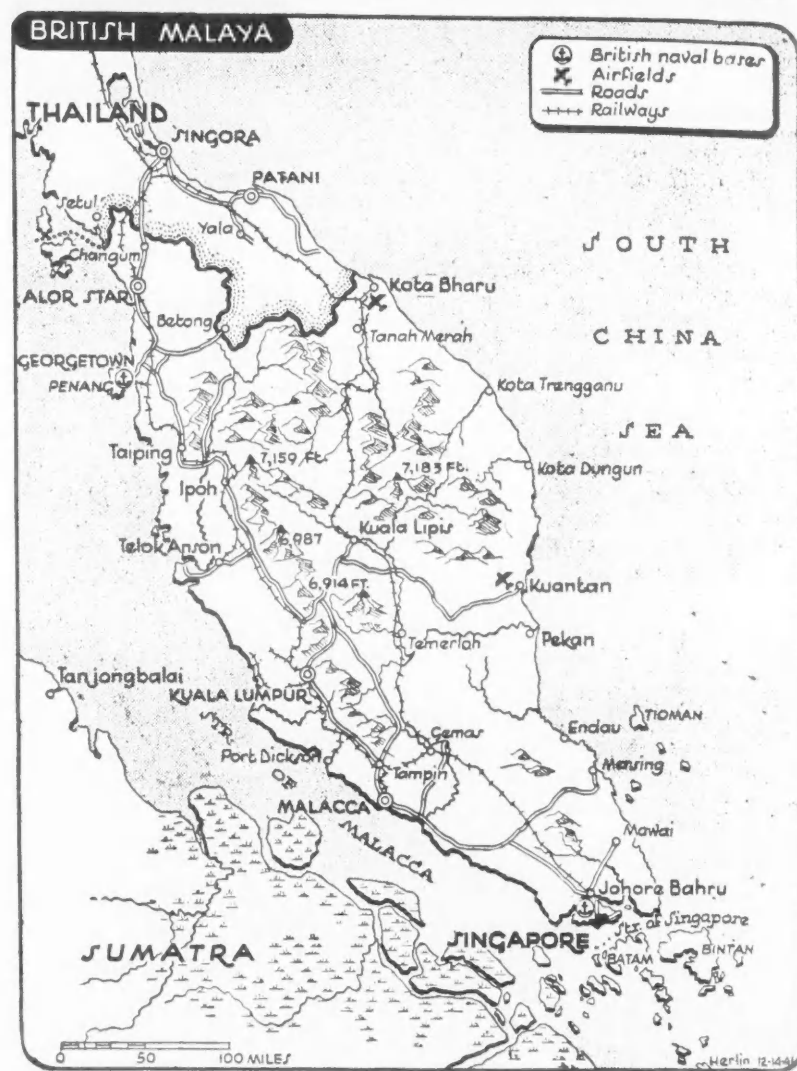 BRITISH MALAYA
British naval bases
Airfields
Roads
Railways
THAILAND
SINGORA
PATANI
Setul
Yala
Changum
SOUTH
CHINA
SEA
ALOR STAR
Kota Bharu
Betong
Tanah Merah
GEORGETOWN
PENANG
Kota Trengganu
Taiping
7,159 Ft.
7,183 Ft.
Kota Dungun
Ipoh
6,987
Kuala Lipis
Telok Anson
6,914 FT.
Kuantan
Temerloh
Pekan
Tanjongbalai
KUALA LUMPUR
STR.
OF
MALACCA
Gemas
Endau
TIOMAN
Port Dickson
Tampin
Mersing
MALACCA
Mawai
Johore Bahru
Str. of Singapore
SINGAPORE
BATAM
BINTAN
SUMATRA
0 50 100 MILES
Herlin 12-14-41